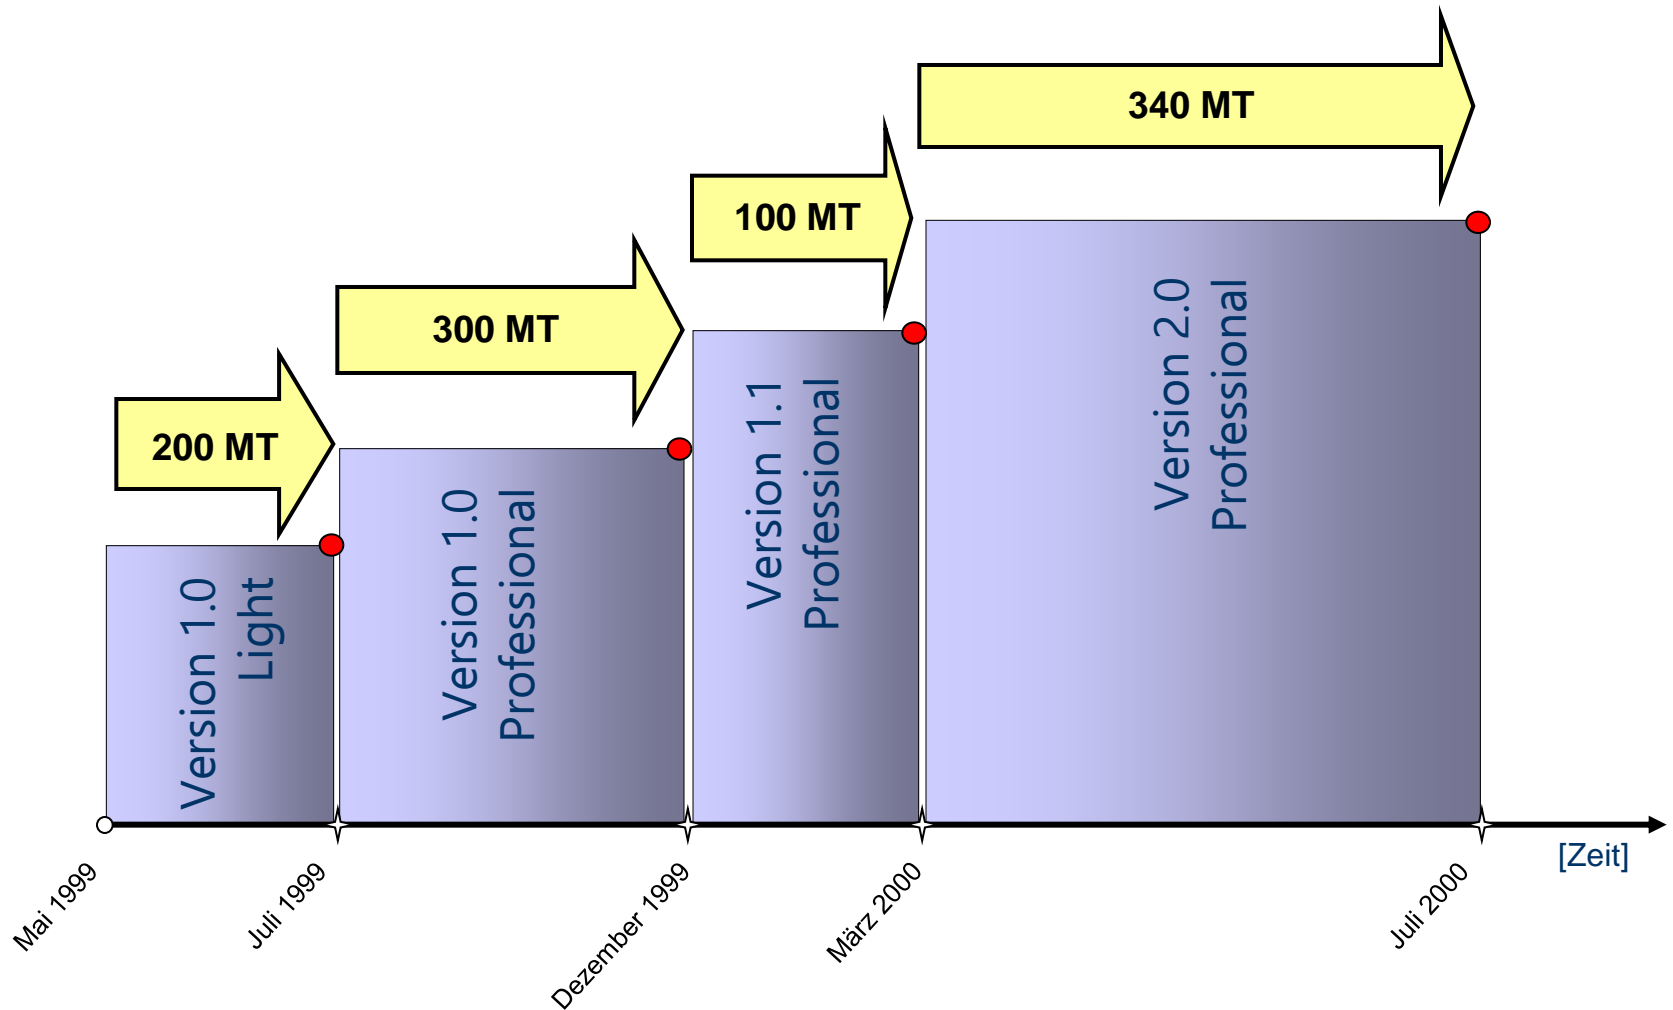 340 MT
100 MT
300 MT
200 MT
Version 1.0
Light
Version 1.0
Professional
Version 1.1
Professional
Version 2.0
Professional
[Zeit]
Mai 1999
Juli 1999
Dezember 1999
März 2000
Juli 2000